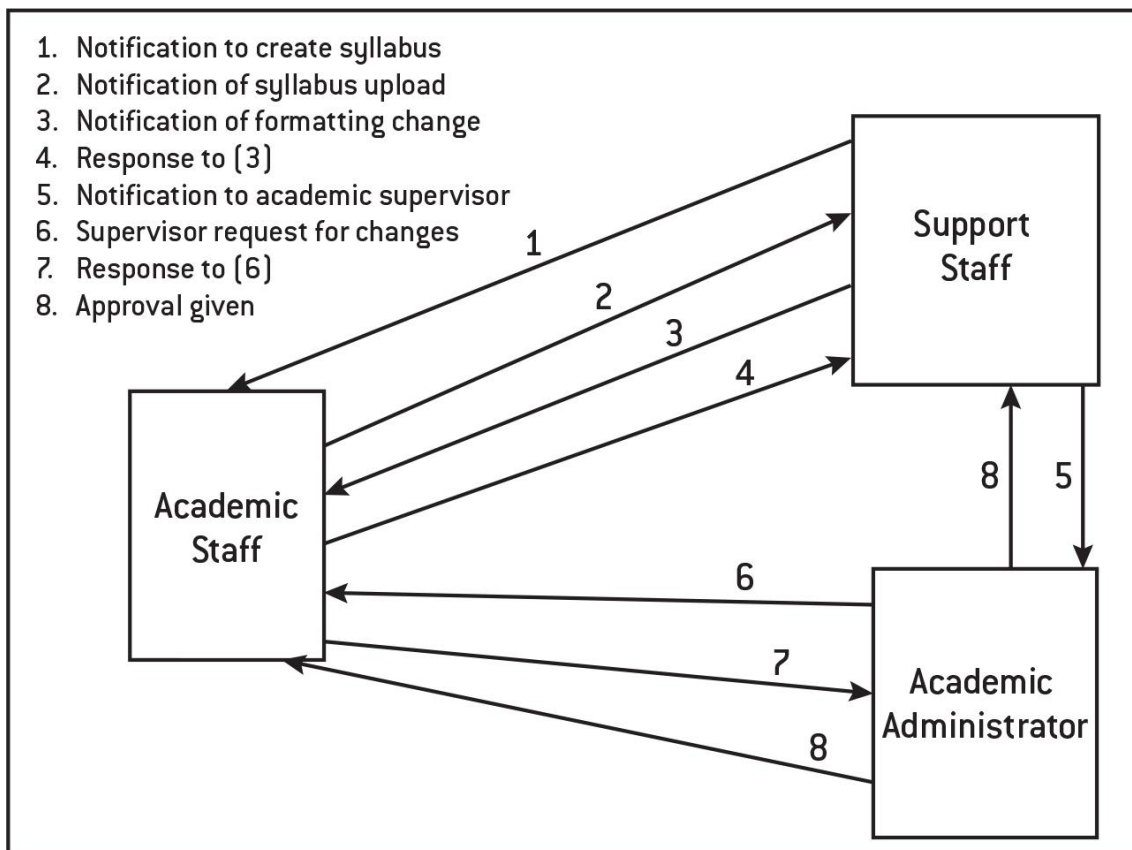 1. Notification to create syllabus
2. Notification of syllabus upload
3. Notification of formatting change
4. Response to (3)
5. Notification to academic supervisor
6. Supervisor request for changes
7. Response to (6)
8. Approval given
Support
Staff
1
2
3
4
Academic
Staff
8
5
6
7
8
Academic
Administrator